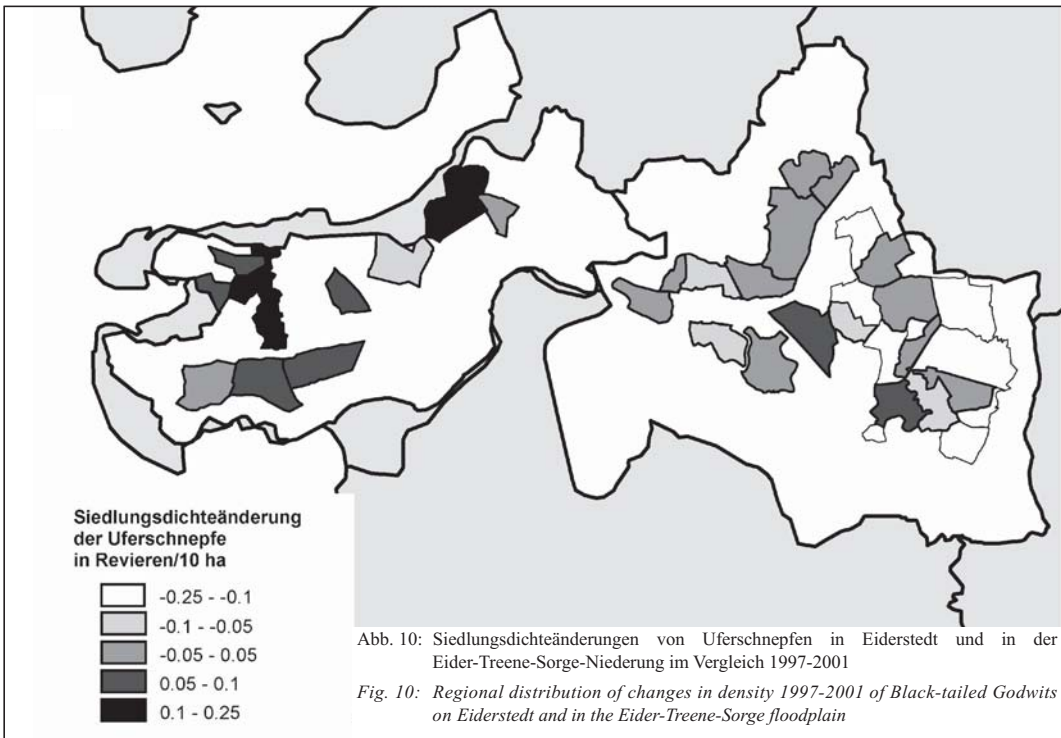 Siedlungsdichteänderung
der Uferschnepfe
in Revieren/10 ha
-0.25 - -0.1
-0.1 - -0.05
-0.05 - 0.05
0.05 - 0.1
0.1 - 0.25
Abb. 10: Siedlungsdichteänderungen von Uferschnepfen in Eiderstedt und in der
Eider-Treene-Sorge-Niederung im Vergleich 1997-2001
Fig. 10: Regional distribution of changes in density 1997-2001 of Black-tailed Godwits
on Eiderstedt and in the Eider-Treene-Sorge floodplain